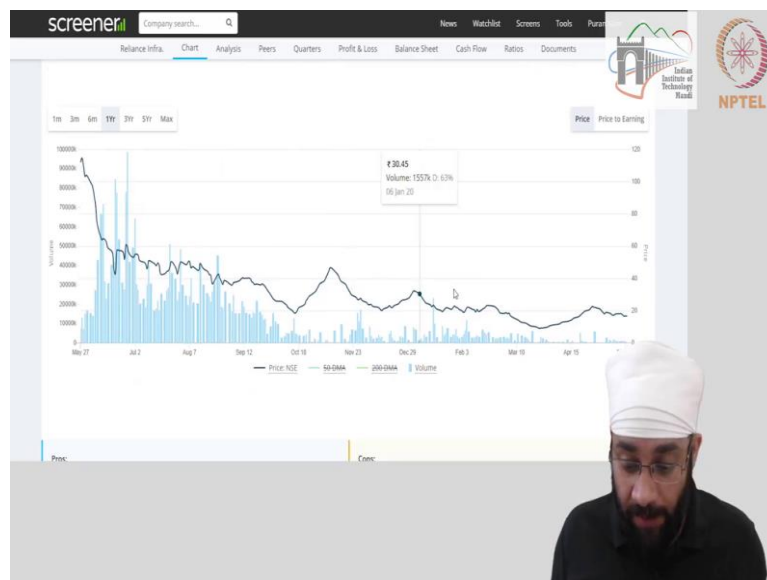 screener
Company search...
News Watchlist Screens Tools
Reliance Infra. Chart Analysis Peers Quarters Profit & Loss Balance Sheet Cash Flow Ratios Documents
Indian
Institute of
Technology
Mandi
NPTEL
1m 3m 6m 1Yr 3Yr 5Yr Max
Price Price to Earning
100000k
90000k
80000k
70000k
60000k
50000k
40000k
30000k
20000k
10000k
0
Volume
120
100
80
60
40
20
0
Price
₹ 30.45
Volume: 1557k D: 63%
06 Jan 20
May 27 Jul 2 Aug 7 Sep 12 Oct 18 Nov 23 Dec 29 Feb 3 Mar 10 Apr 15
Price: NSE 50 DMA 200 DMA Volume
Pros:
Cons: